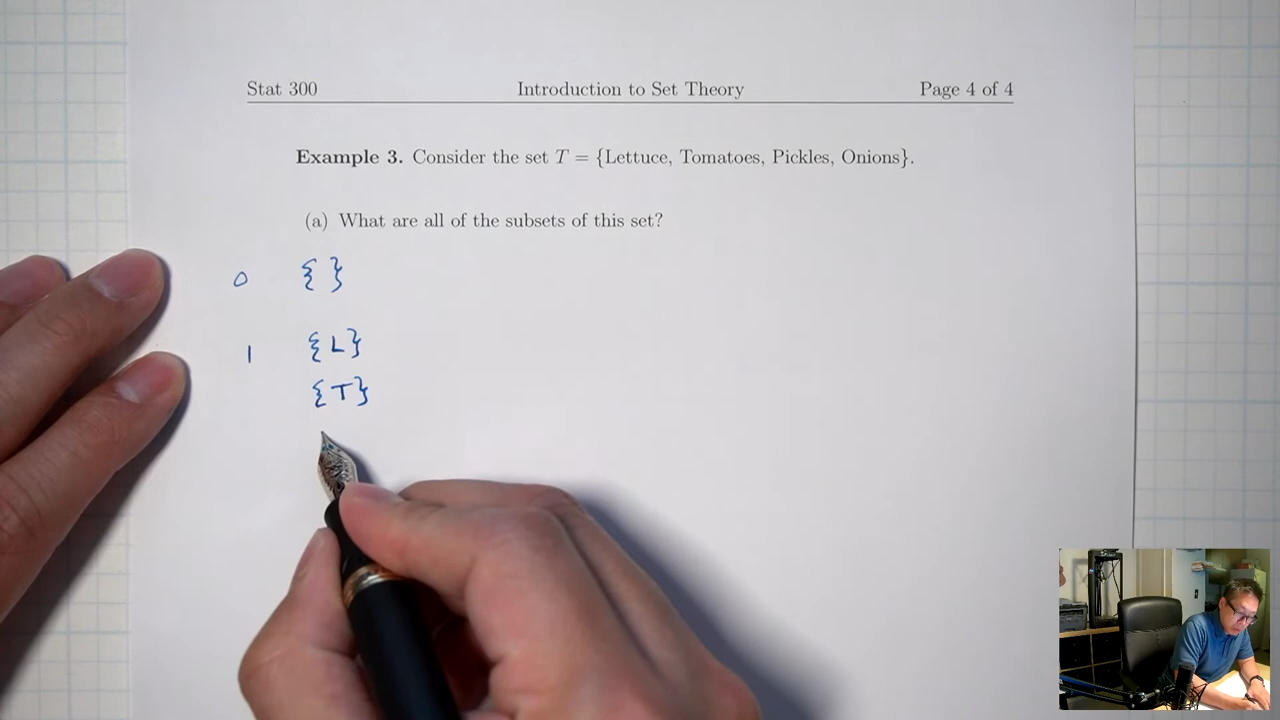 Stat 300 Introduction to Set Theory Page 4 of 4
Example 3. Consider the set T = {Lettuce, Tomatoes, Pickles, Onions}.
(a) What are all of the subsets of this set?
0 { }
1 {L}
{T}